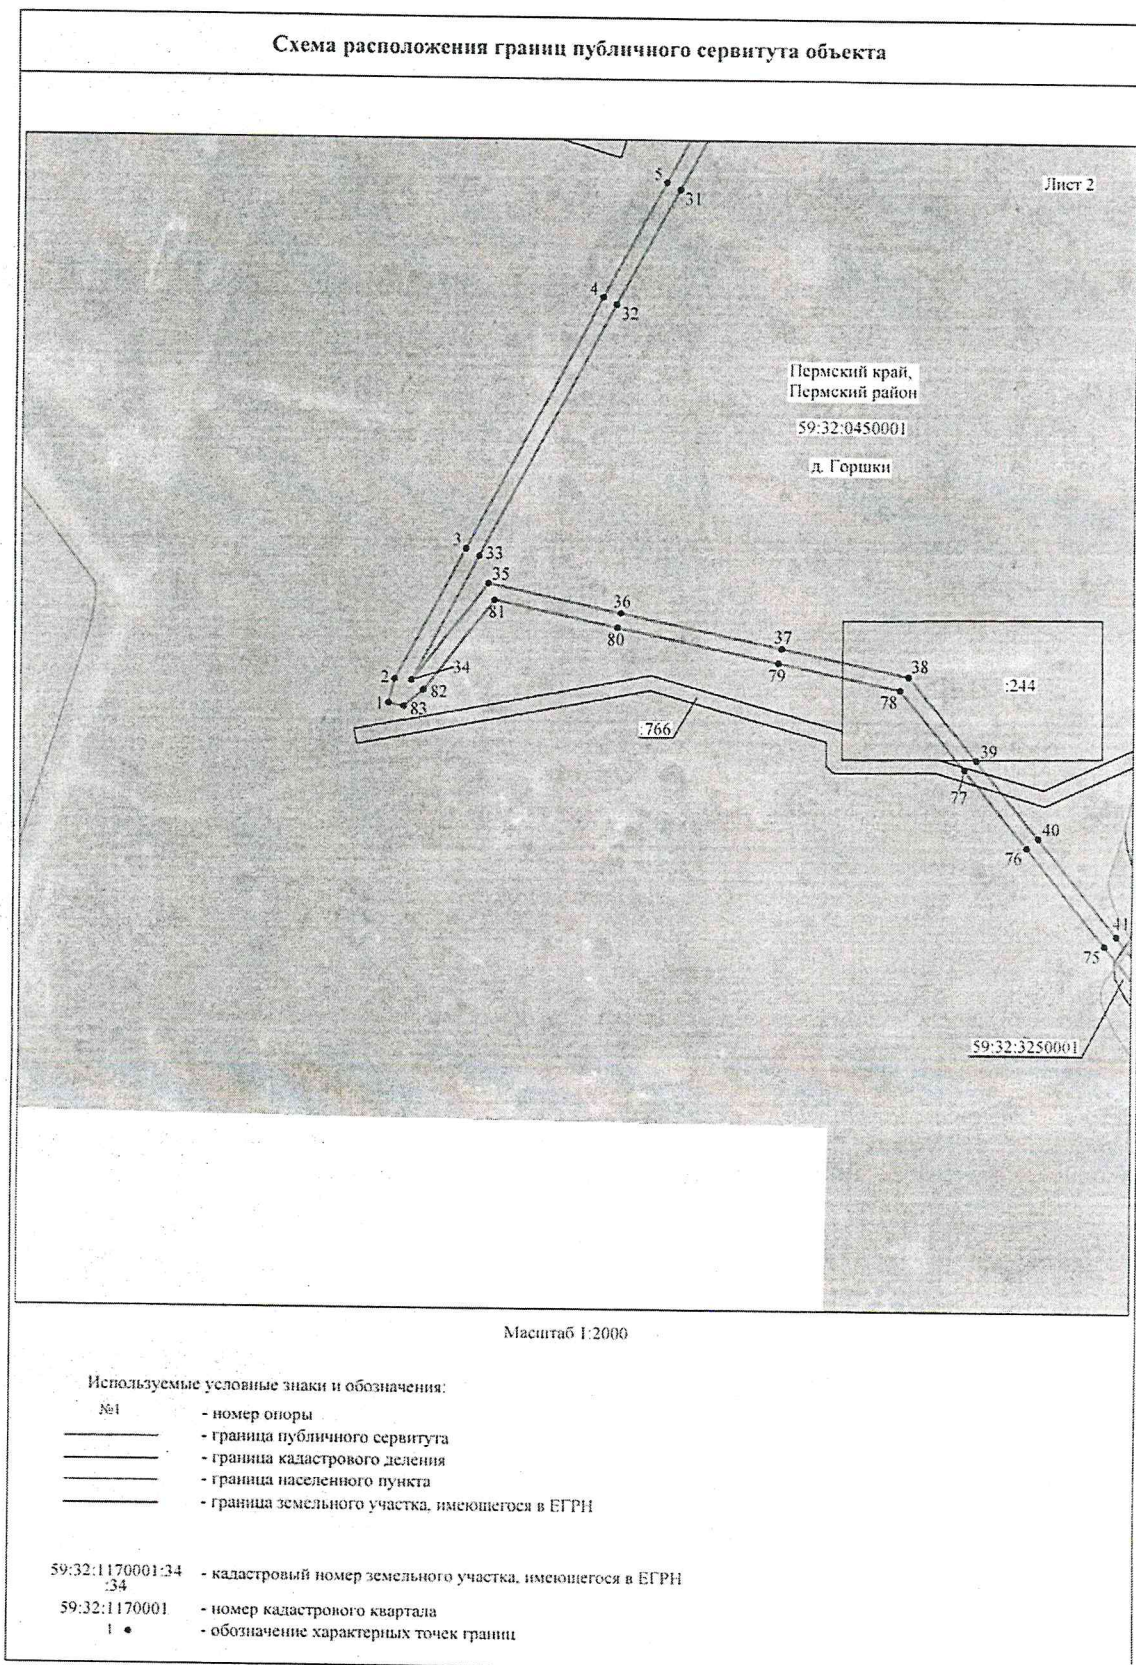 Схема расположения границ публичного сервитута объекта
Лист 2
5
31
4
32
Пермский край,
Пермский район
59:32:0450001
д. Горшки
3
33
35
81
36
80
37
79
38
78
:244
34
2
82
1
83
:766
39
77
40
76
41
75
59:32:3250001
Масштаб 1:2000
Используемые условные знаки и обозначения:
№1 - номер опоры
- граница публичного сервитута
- граница кадастрового деления
- граница населенного пункта
- граница земельного участка, имеющегося в ЕГРН
59:32:1170001:34
:34 - кадастровый номер земельного участка, имеющегося в ЕГРН
59:32:1170001 - номер кадастрового квартала
1 - обозначение характерных точек границ